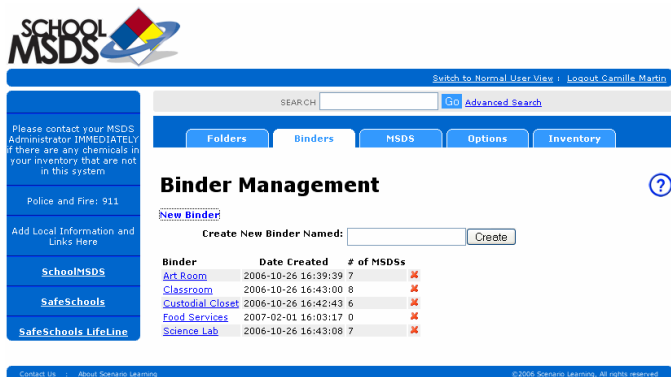 SCHOOL
MSDS
Switch to Normal User View : Logout Camille Martin
SEARCH Go Advanced Search
Please contact your MSDS
Administrator IMMEDIATELY
if there are any chemicals in
your inventory that are not
in this system
Police and Fire: 911
Add Local Information and
Links Here
SchoolMSDS
SafeSchools
SafeSchools LifeLine
Folders Binders MSDS Options Inventory
Binder Management
?
New Binder
Create New Binder Named: Create
Binder Date Created # of MSDSs
Art Room 2006-10-26 16:39:39 7
Classroom 2006-10-26 16:43:00 8
Custodial Closet 2006-10-26 16:42:43 6
Food Services 2007-02-01 16:03:17 0
Science Lab 2006-10-26 16:43:08 7
Contact Us : About Scenario Learning
©2006 Scenario Learning, All rights reserved